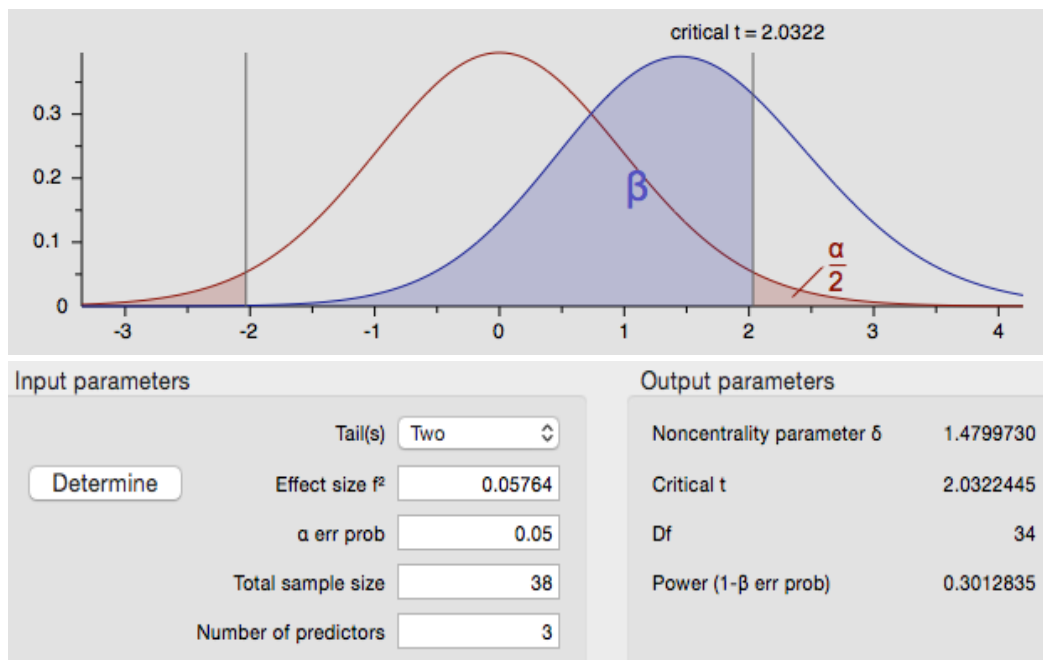 critical t = 2.0322
0.3
0.2
0.1
0
β
α
2
-3 -2 -1 0 1 2 3 4
Input parameters
Output parameters
Tail(s) Two
Noncentrality parameter δ 1.4799730
Determine
Effect size f² 0.05764
Critical t 2.0322445
α err prob 0.05
Df 34
Total sample size 38
Power (1-β err prob) 0.3012835
Number of predictors 3